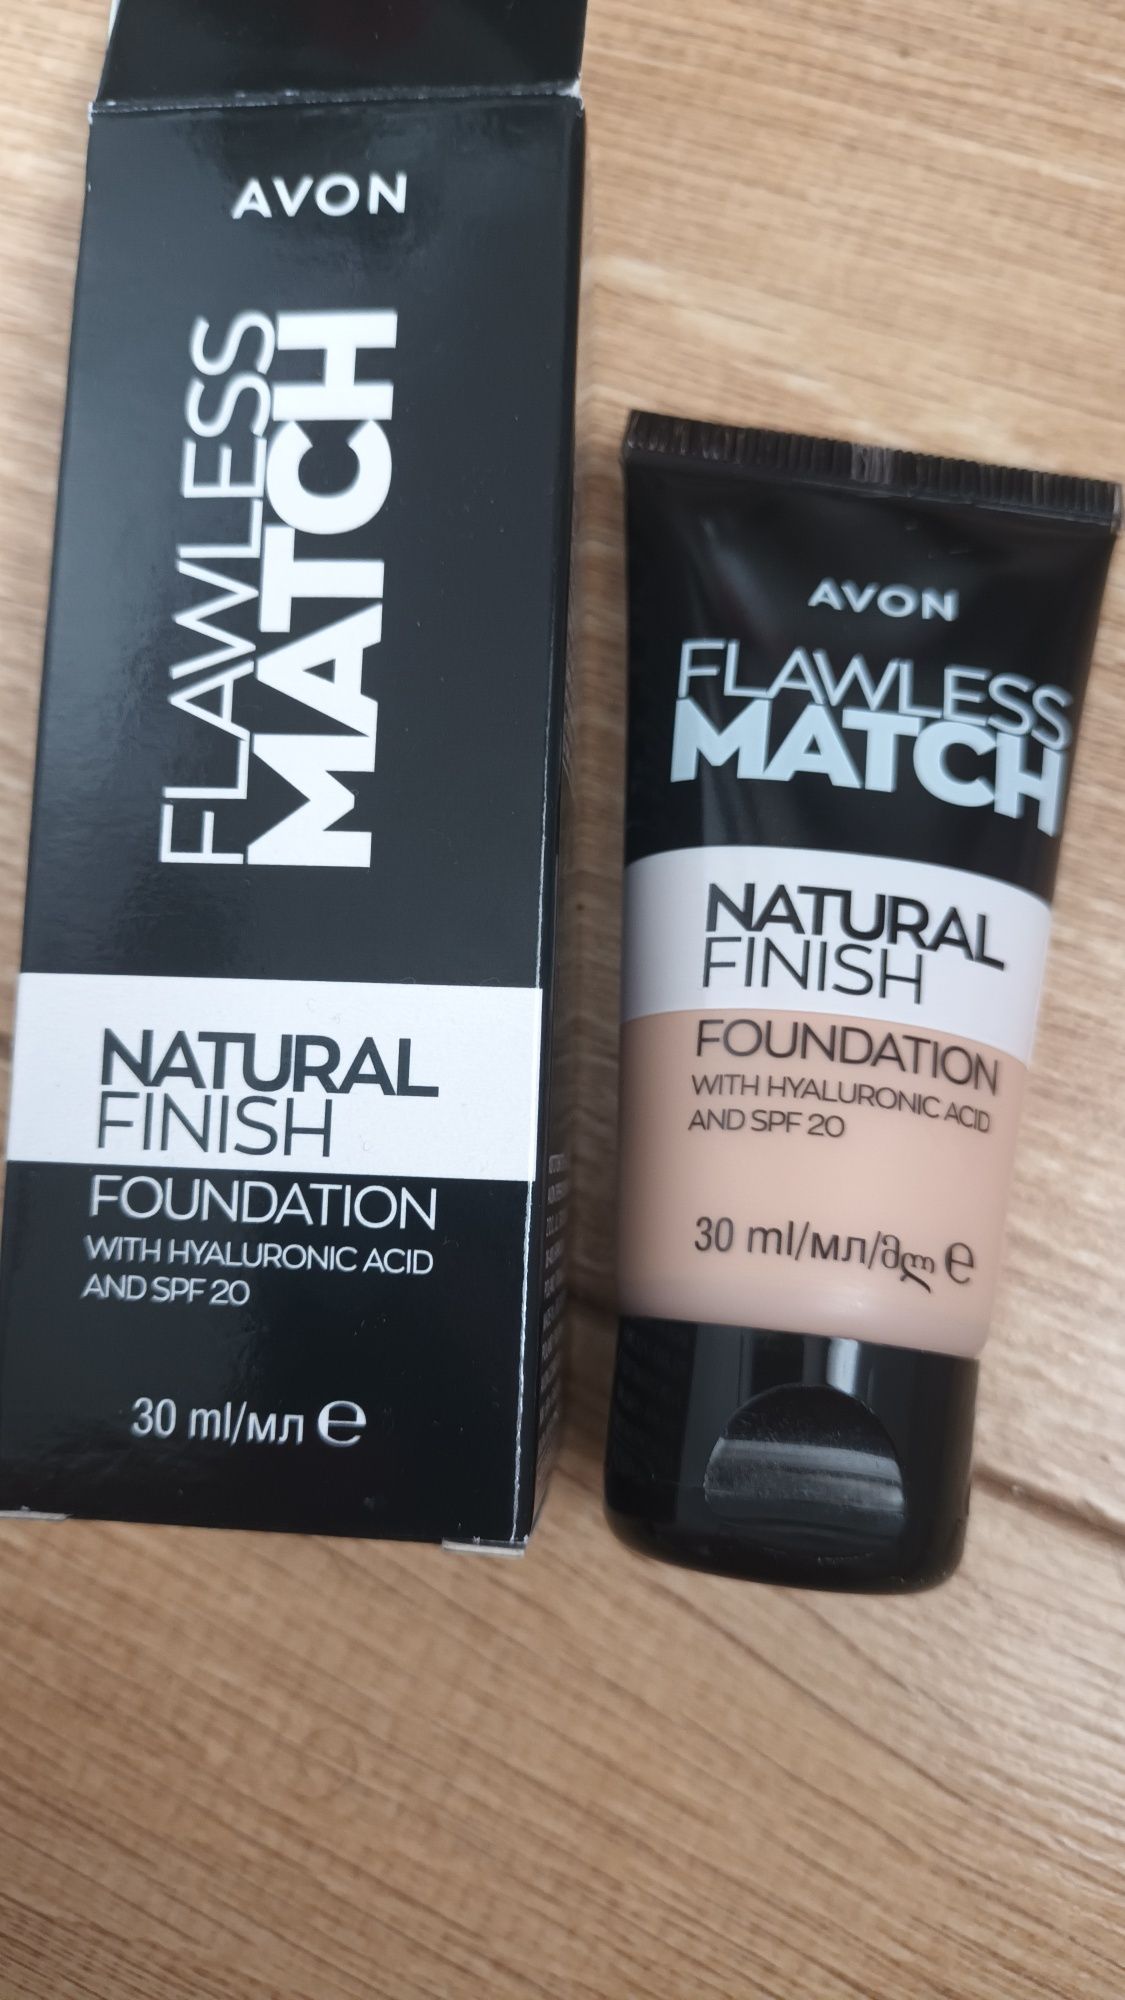 AVON
FLAWLESS
MATCH
NATURAL
FINISH
FOUNDATION
WITH HYALURONIC ACID
AND SPF 20
30 ml/мл e
AVON
FLAWLESS
MATCH
NATURAL
FINISH
FOUNDATION
WITH HYALURONIC ACID
AND SPF 20
30 ml/мл/მლ e